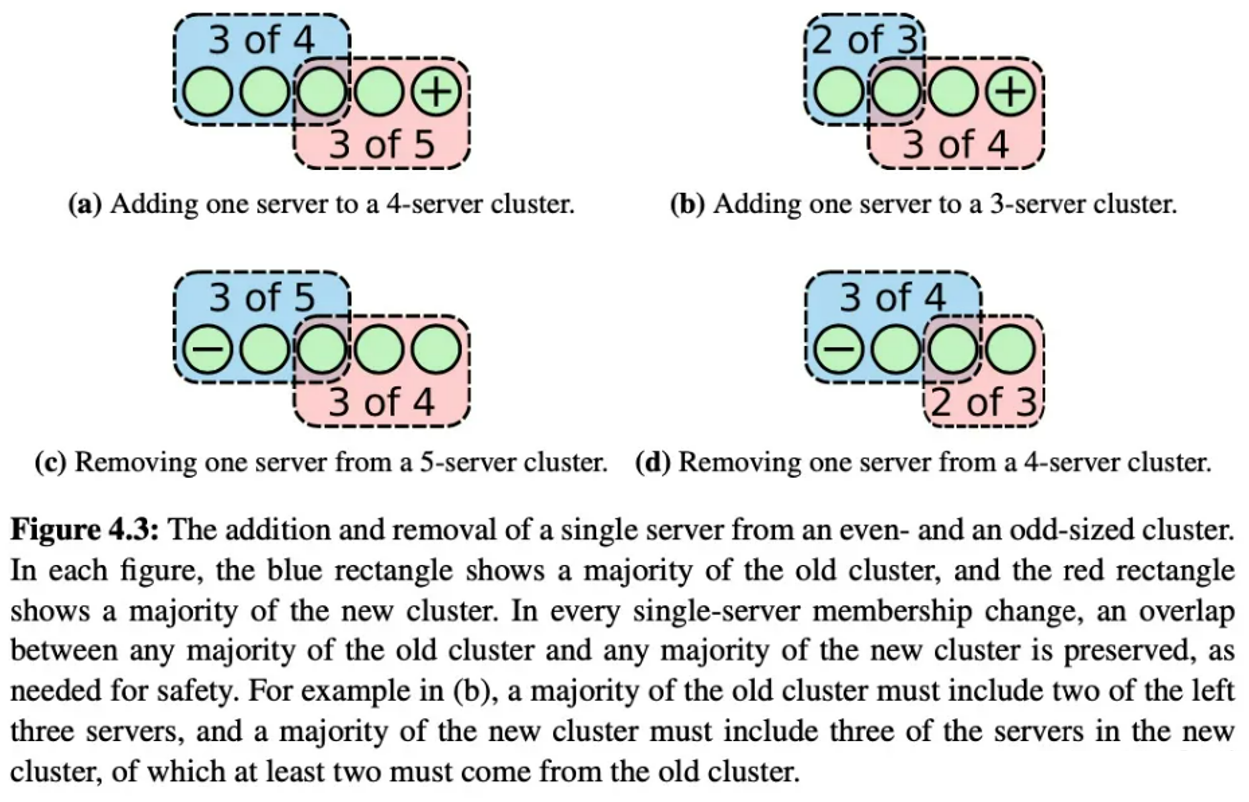 3 of 4
3 of 5
(a) Adding one server to a 4-server cluster.
2 of 3
3 of 4
(b) Adding one server to a 3-server cluster.
3 of 5
3 of 4
(c) Removing one server from a 5-server cluster.
3 of 4
2 of 3
(d) Removing one server from a 4-server cluster.
Figure 4.3: The addition and removal of a single server from an even- and an odd-sized cluster.
In each figure, the blue rectangle shows a majority of the old cluster, and the red rectangle
shows a majority of the new cluster. In every single-server membership change, an overlap
between any majority of the old cluster and any majority of the new cluster is preserved, as
needed for safety. For example in (b), a majority of the old cluster must include two of the left
three servers, and a majority of the new cluster must include three of the servers in the new
cluster, of which at least two must come from the old cluster.